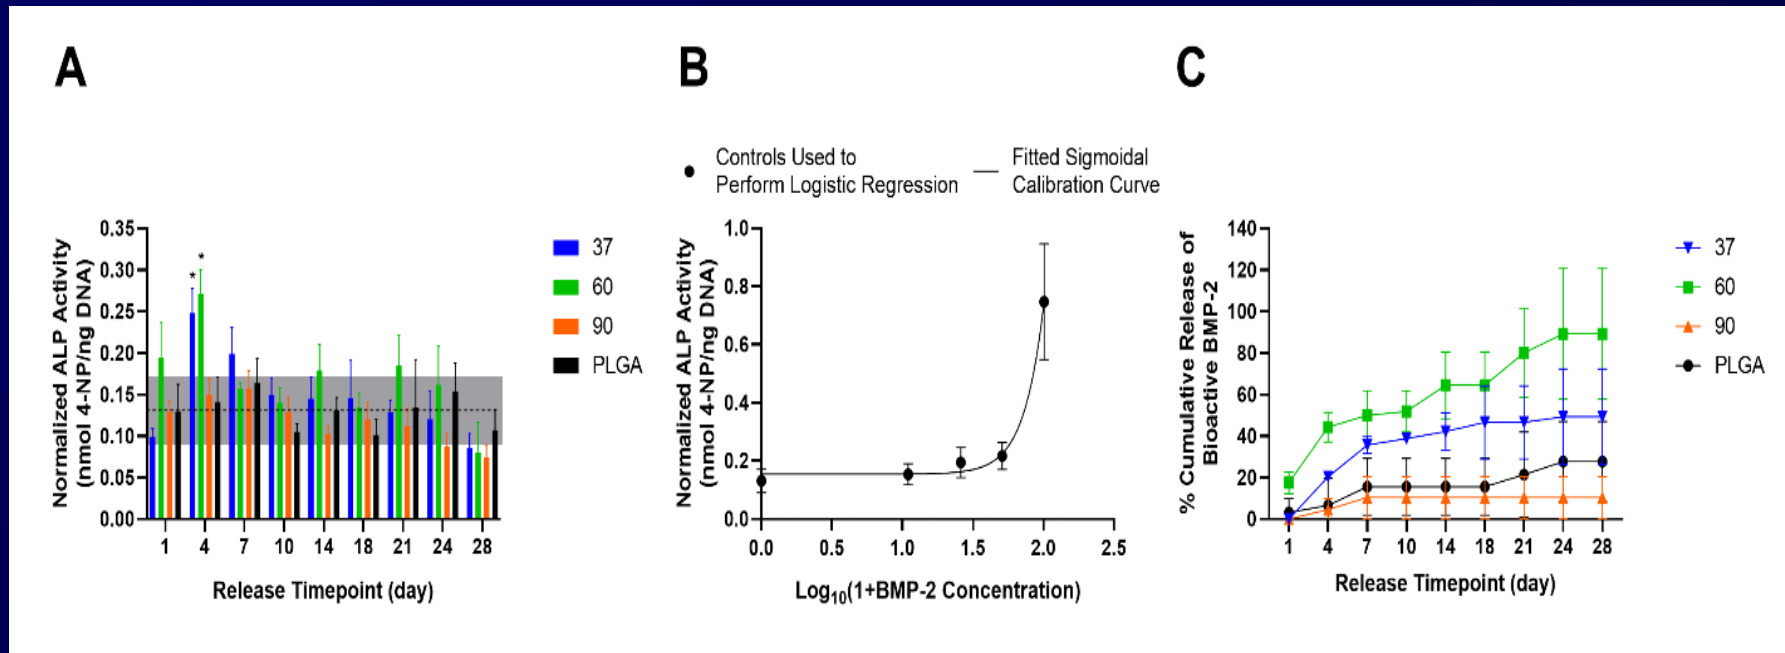 A
B
C
Controls Used to
Perform Logistic Regression
Fitted Sigmoidal
Calibration Curve
Normalized ALP Activity
(nmol 4-NP/ng DNA)
0.35
0.30
0.25
0.20
0.15
0.10
0.05
0.00
* *
1 4 7 10 14 18 21 24 28
Release Timepoint (day)
37
60
90
PLGA
Normalized ALP Activity
(nmol 4-NP/ng DNA)
1.0
0.8
0.6
0.4
0.2
0.0
0.0 0.5 1.0 1.5 2.0 2.5
Log₁₀(1+BMP-2 Concentration)
% Cumulative Release of
Bioactive BMP-2
140
120
100
80
60
40
20
0
1 4 7 10 14 18 21 24 28
Release Timepoint (day)
37
60
90
PLGA